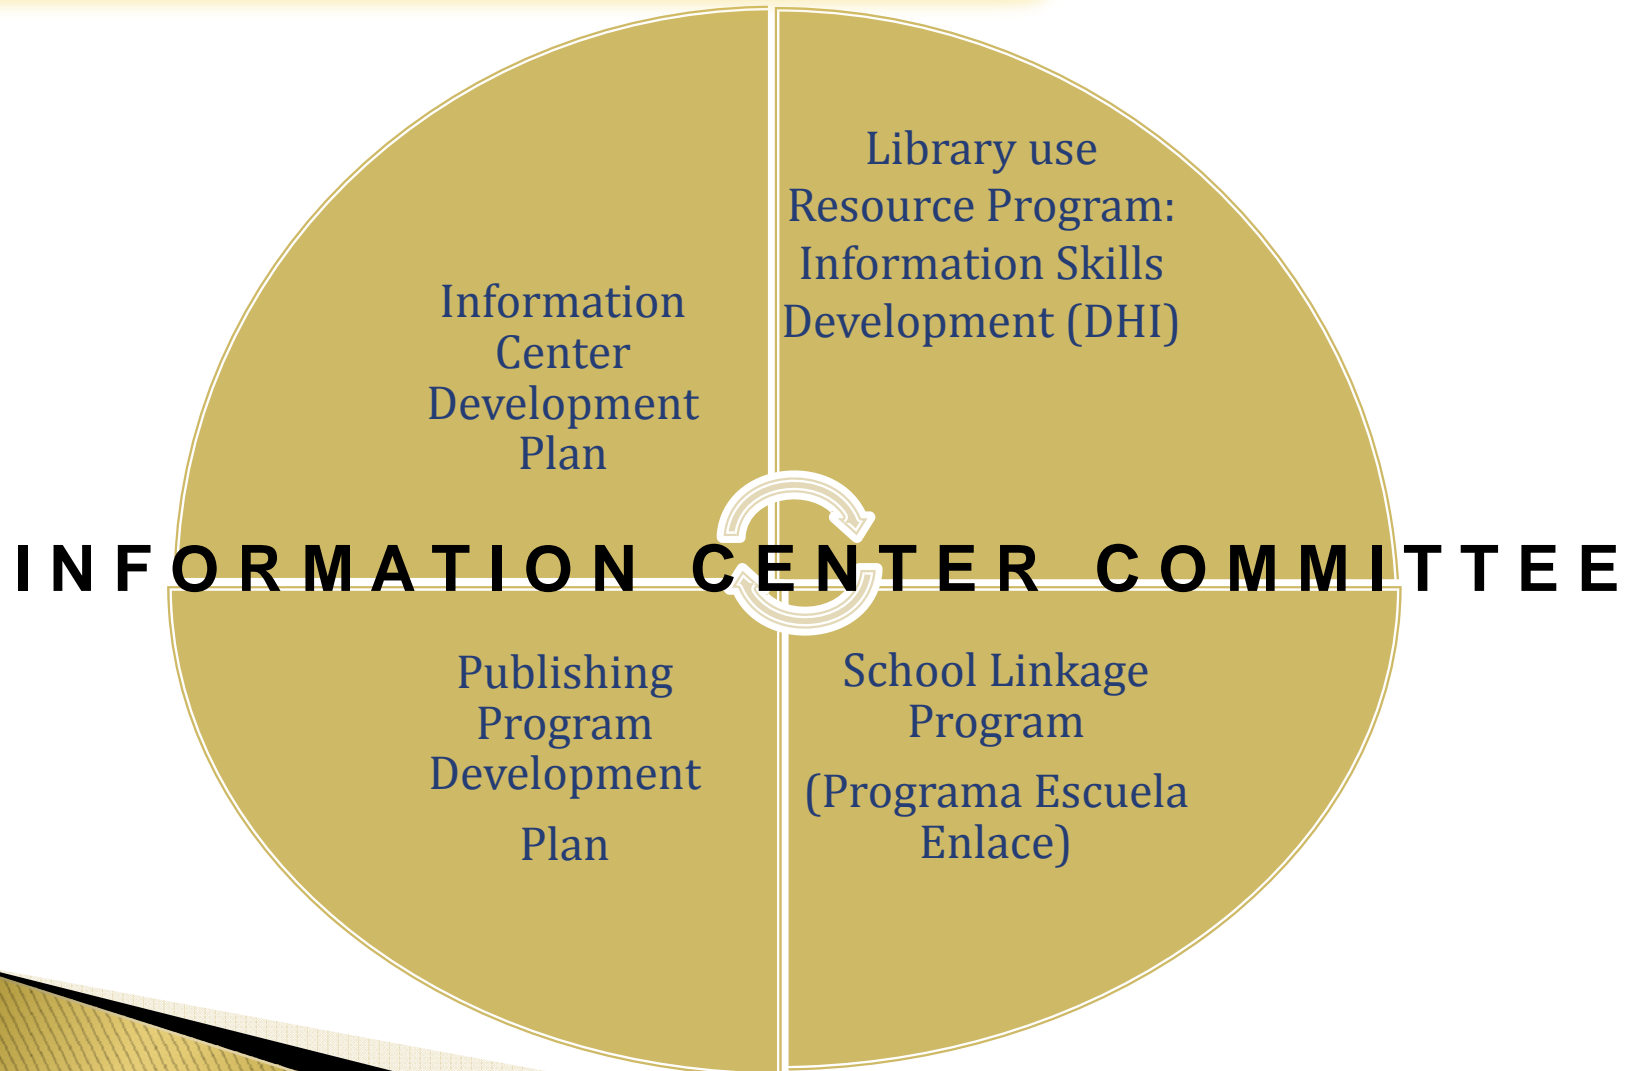 Information
Center
Development
Plan
Library use
Resource Program:
Information Skills
Development (DHI)
INFORMATION CENTER COMMITTEE
Publishing
Program
Development
Plan
School Linkage
Program
(Programa Escuela
Enlace)